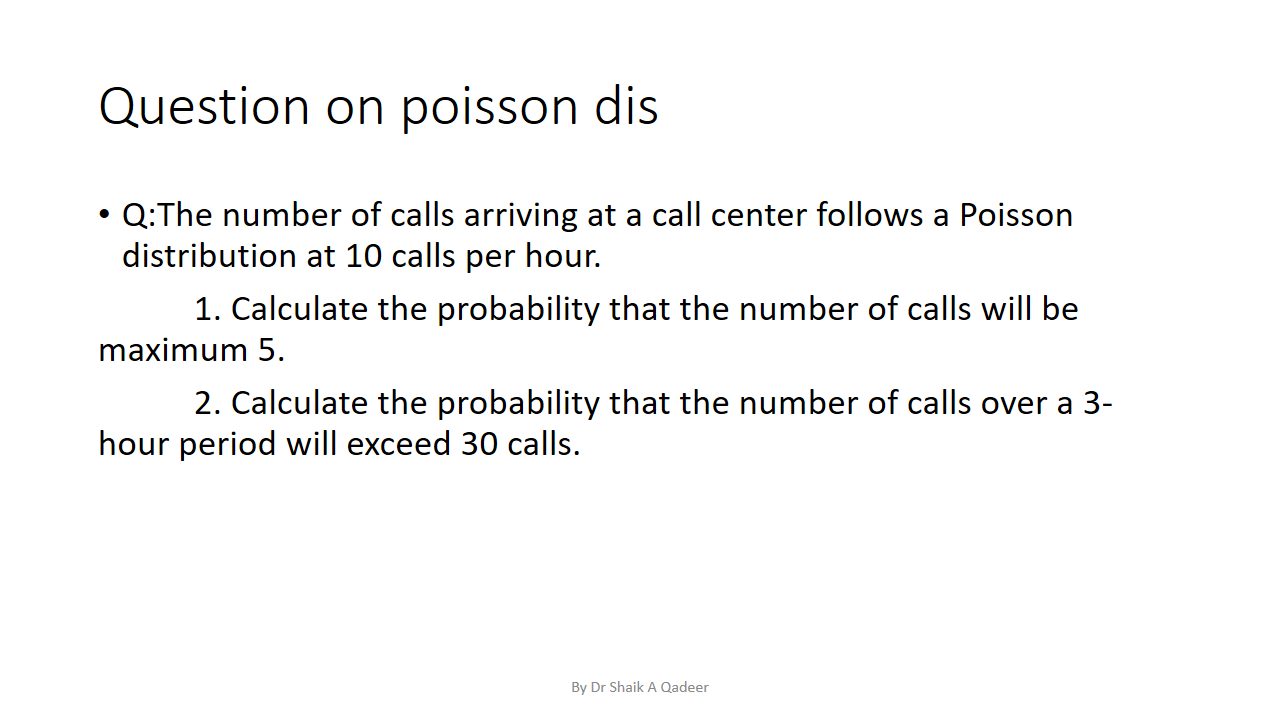 Question on poisson dis
• Q:The number of calls arriving at a call center follows a Poisson
distribution at 10 calls per hour.
1. Calculate the probability that the number of calls will be
maximum 5.
2. Calculate the probability that the number of calls over a 3-
hour period will exceed 30 calls.
By Dr Shaik A Qadeer